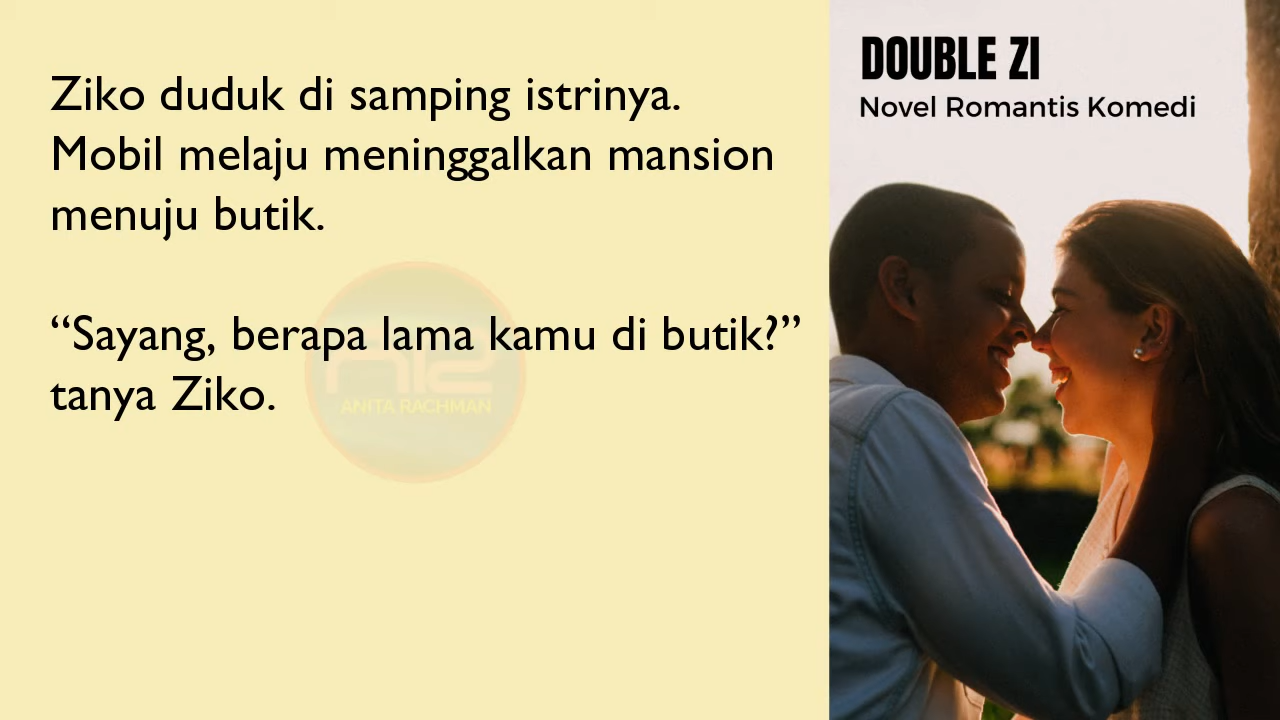 Ziko duduk di samping istrinya.
Mobil melaju meninggalkan mansion
menuju butik.
“Sayang, berapa lama kamu di butik?”
tanya Ziko.
ANITA RACHMAN
DOUBLE ZI
Novel Romantis Komedi